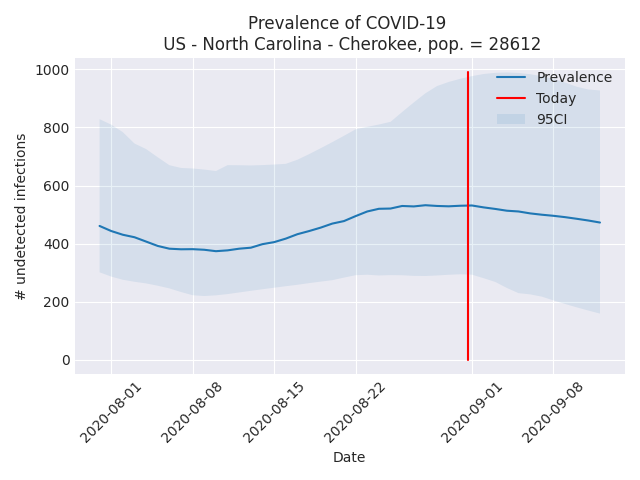 Prevalence of COVID-19
US - North Carolina - Cherokee, pop. = 28612
# undetected infections
1000
800
600
400
200
0
Prevalence
Today
95CI
2020-08-01
2020-08-08
2020-08-15
2020-08-22
2020-09-01
2020-09-08
Date